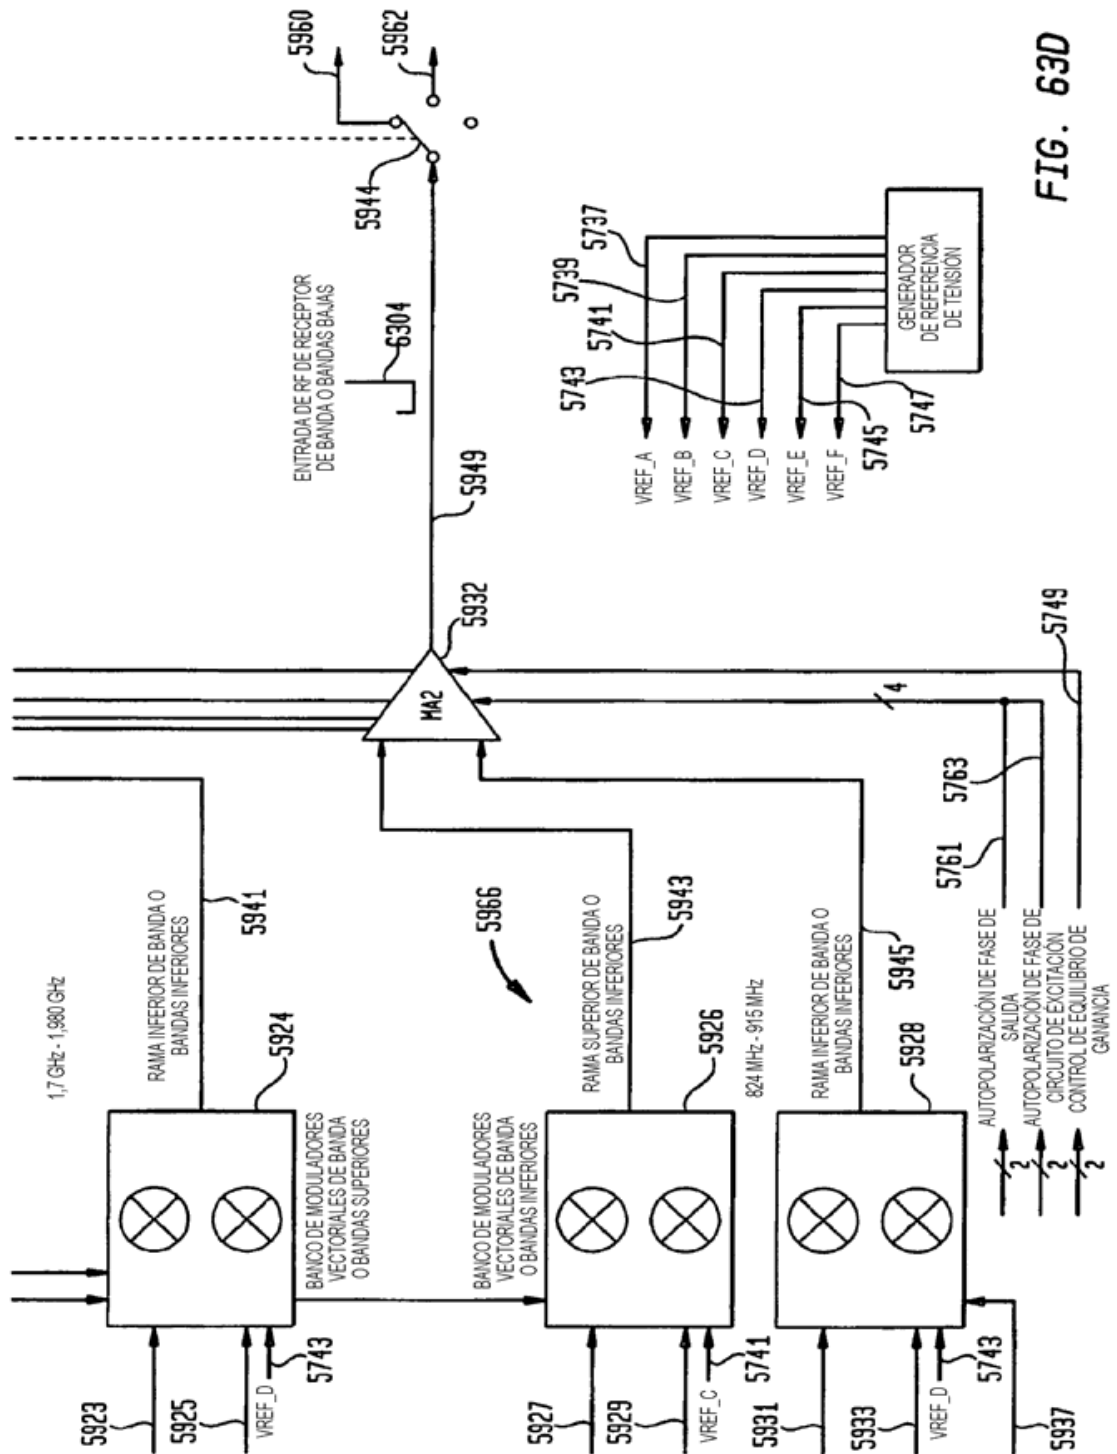 5960
5962
5944
ENTRADA DE RF DE RECEPTOR
DE BANDA O BANDAS BAJAS
6304
5949
5932
MA2
4
5737
5739
5741
5743
5745
5747
VREF_A
VREF_B
VREF_C
VREF_D
VREF_E
VREF_F
GENERADOR
DE REFERENCIA
DE TENSIÓN
1,7 GHz - 1,980 GHz
RAMA INFERIOR DE BANDA O
BANDAS INFERIORES
5941
5924
BANCO DE MODULADORES
VECTORIALES DE BANDA
O BANDAS SUPERIORES
5923
5925
VREF_D
5743
5966
RAMA SUPERIOR DE BANDA O
BANDAS INFERIORES
5943
5926
BANCO DE MODULADORES
VECTORIALES DE BANDA
O BANDAS INFERIORES
5927
5929
VREF_C
5741
824 MHz - 915 MHz
RAMA INFERIOR DE BANDA O
BANDAS INFERIORES
5945
5928
5931
5933
VREF_D
5743
5937
5761
5763
5749
AUTOPOLARIZACIÓN DE FASE DE
SALIDA
AUTOPOLARIZACIÓN DE FASE DE
CIRCUITO DE EXCITACIÓN
CONTROL DE EQUILIBRIO DE
GANANCIA
2
2
2
FIG. 63D